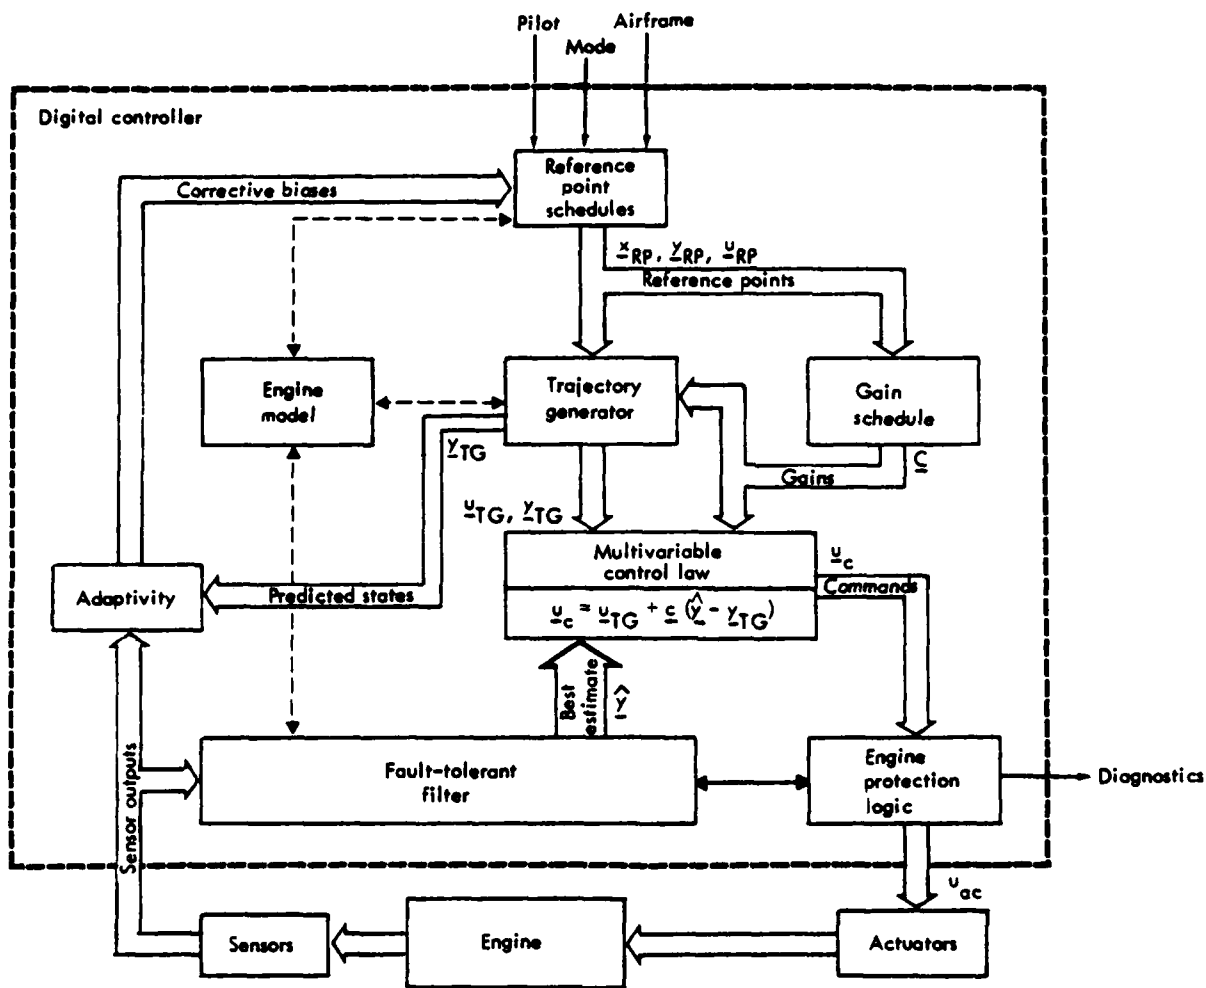 Pilot
Airframe
Mode
Digital controller
Reference
point
schedules
Corrective biases
x_RP, y_RP, u_RP
Reference points
Engine
model
Trajectory
generator
Gain
schedule
y_TG
C
Gains
u_TG, y_TG
Multivariable
control law
u_c
Commands
Adaptivity
Predicted states
u_c = u_TG + c (ŷ - y_TG)
Best
estimate
ŷ
Sensor outputs
Fault-tolerant
filter
Engine
protection
logic
Diagnostics
u_ac
Sensors
Engine
Actuators